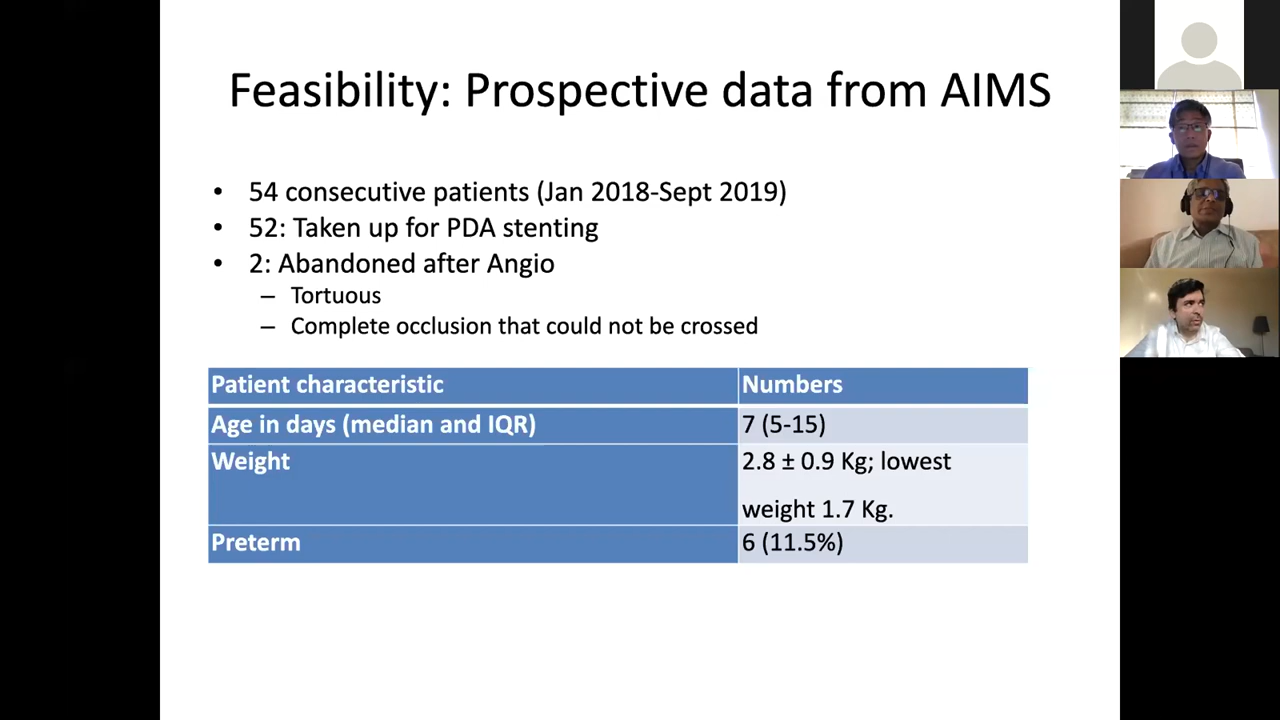 Feasibility: Prospective data from AIMS
• 54 consecutive patients (Jan 2018-Sept 2019)
• 52: Taken up for PDA stenting
• 2: Abandoned after Angio
– Tortuous
– Complete occlusion that could not be crossed
Patient characteristic Numbers
Age in days (median and IQR) 7 (5-15)
Weight 2.8 ± 0.9 Kg; lowest
weight 1.7 Kg.
Preterm 6 (11.5%)